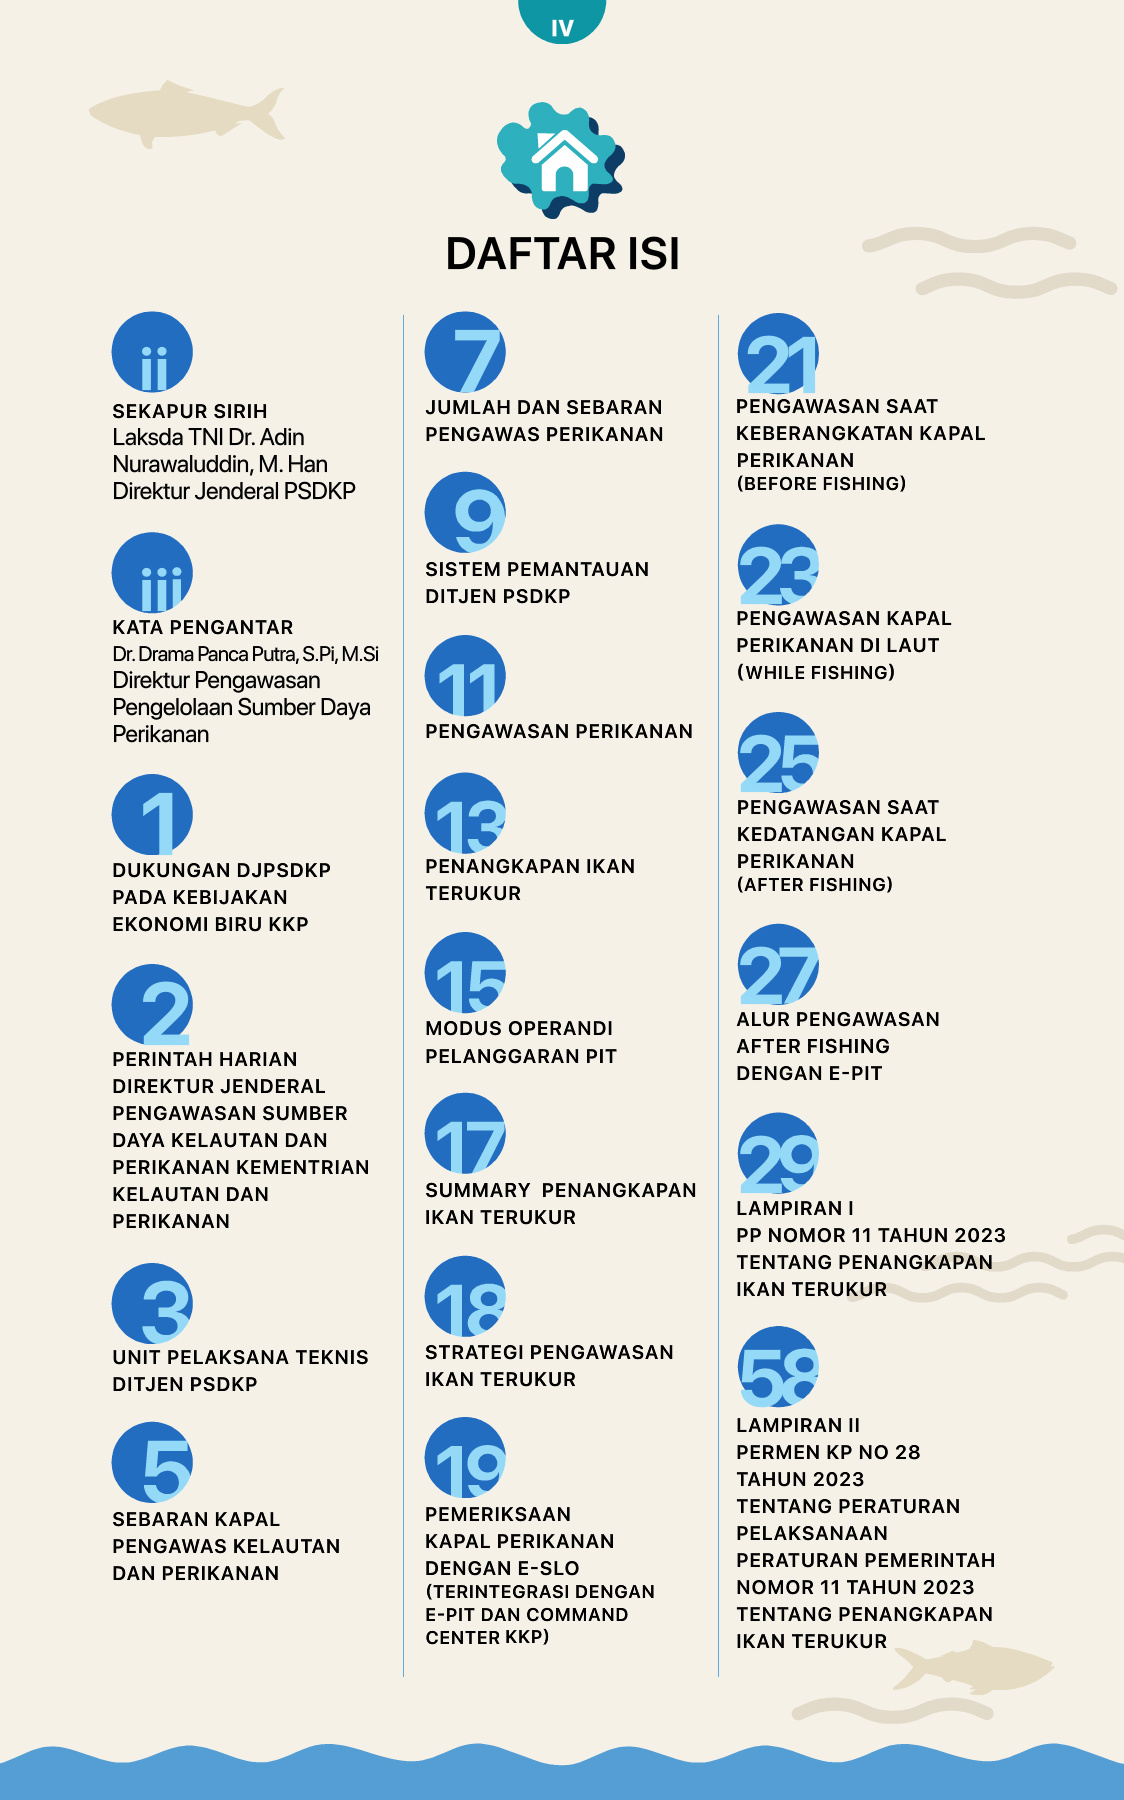 IV
DAFTAR ISI
ii
SEKAPUR SIRIH
Laksda TNI Dr. Adin
Nurawaluddin, M. Han
Direktur Jenderal PSDKP
iii
KATA PENGANTAR
Dr. Drama Panca Putra, S.Pi, M.Si
Direktur Pengawasan
Pengelolaan Sumber Daya
Perikanan
1
DUKUNGAN DJPSDKP
PADA KEBIJAKAN
EKONOMI BIRU KKP
2
PERINTAH HARIAN
DIREKTUR JENDERAL
PENGAWASAN SUMBER
DAYA KELAUTAN DAN
PERIKANAN KEMENTRIAN
KELAUTAN DAN
PERIKANAN
3
UNIT PELAKSANA TEKNIS
DITJEN PSDKP
5
SEBARAN KAPAL
PENGAWAS KELAUTAN
DAN PERIKANAN
7
JUMLAH DAN SEBARAN
PENGAWAS PERIKANAN
9
SISTEM PEMANTAUAN
DITJEN PSDKP
11
PENGAWASAN PERIKANAN
13
PENANGKAPAN IKAN
TERUKUR
15
MODUS OPERANDI
PELANGGARAN PIT
17
SUMMARY PENANGKAPAN
IKAN TERUKUR
18
STRATEGI PENGAWASAN
IKAN TERUKUR
19
PEMERIKSAAN
KAPAL PERIKANAN
DENGAN E-SLO
(TERINTEGRASI DENGAN
E-PIT DAN COMMAND
CENTER KKP)
21
PENGAWASAN SAAT
KEBERANGKATAN KAPAL
PERIKANAN
(BEFORE FISHING)
23
PENGAWASAN KAPAL
PERIKANAN DI LAUT
(WHILE FISHING)
25
PENGAWASAN SAAT
KEDATANGAN KAPAL
PERIKANAN
(AFTER FISHING)
27
ALUR PENGAWASAN
AFTER FISHING
DENGAN E-PIT
29
LAMPIRAN I
PP NOMOR 11 TAHUN 2023
TENTANG PENANGKAPAN
IKAN TERUKUR
58
LAMPIRAN II
PERMEN KP NO 28
TAHUN 2023
TENTANG PERATURAN
PELAKSANAAN
PERATURAN PEMERINTAH
NOMOR 11 TAHUN 2023
TENTANG PENANGKAPAN
IKAN TERUKUR